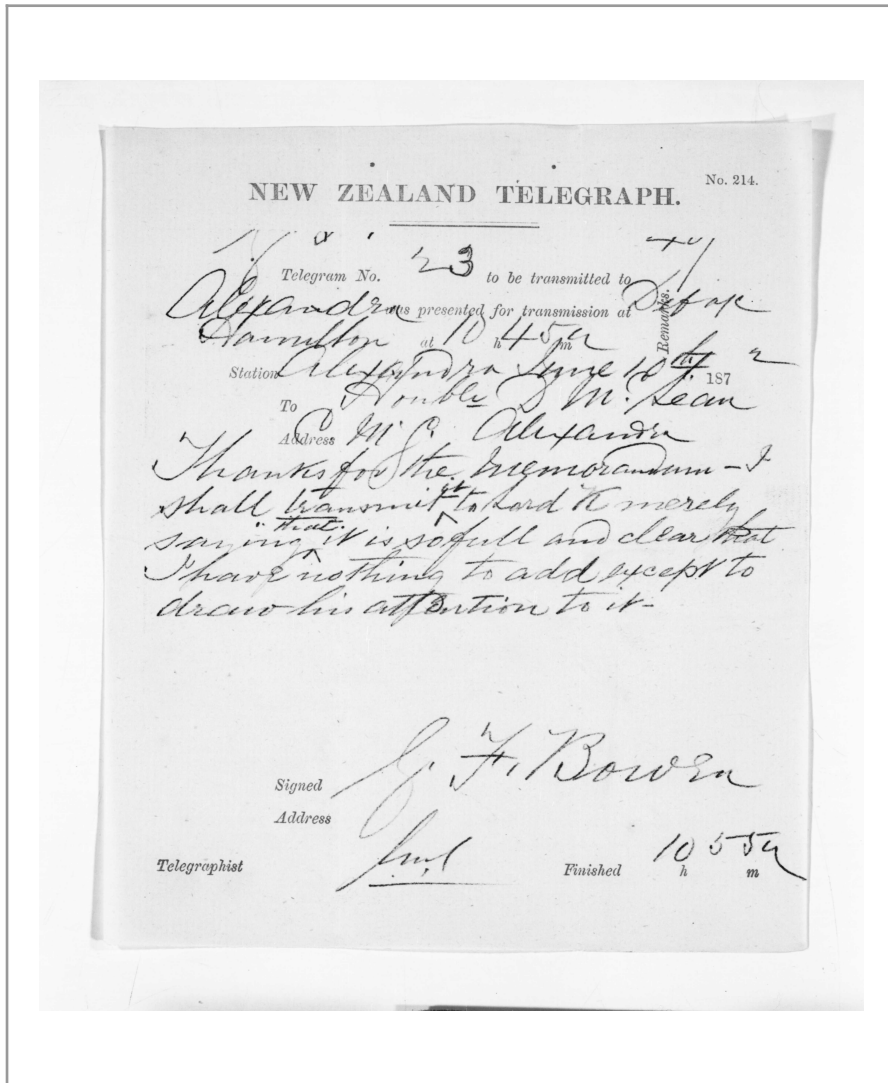 No. 214.
NEW ZEALAND TELEGRAPH.
Telegram No. 23 to be transmitted to
Alexandra was presented for transmission at
Remarks.
Hamilton at 10 h 45 m
Station Alexandra June 10th 1872
To Honble D McLean
Address Alexandra
Thanks for the memorandum - I
shall transmit it to Lord K merely
saying that it is so full and clear that
I have nothing to add except to
draw his attention to it -
Signed G. F. Bowen
Address
Telegraphist Finished 10 h 55 m